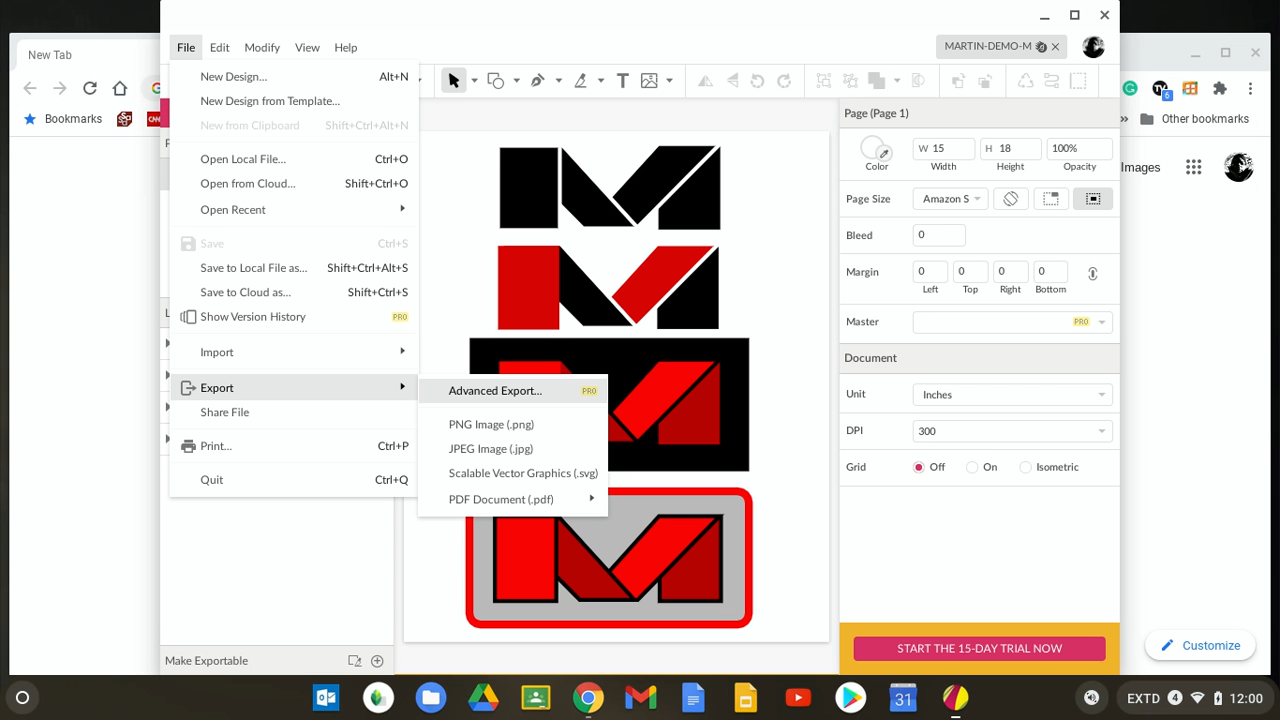 New Tab
Bookmarks
CNN
File
Edit
Modify
View
Help
MARTIN-DEMO-M
New Design...
Alt+N
New Design from Template...
New from Clipboard
Shift+Ctrl+Alt+N
Open Local File...
Ctrl+O
Open from Cloud...
Shift+Ctrl+O
Open Recent
Save
Ctrl+S
Save to Local File as...
Shift+Ctrl+Alt+S
Save to Cloud as...
Shift+Ctrl+S
Show Version History
PRO
Import
Export
Share File
Print...
Ctrl+P
Quit
Ctrl+Q
Advanced Export...
PRO
PNG Image (.png)
JPEG Image (.jpg)
Scalable Vector Graphics (.svg)
PDF Document (.pdf)
Make Exportable
Page (Page 1)
W 15
H 18
100%
Color
Width
Height
Opacity
Page Size
Amazon S
Bleed
0
Margin
0
0
0
0
Left
Top
Right
Bottom
Master
PRO
Document
Unit
Inches
DPI
300
Grid
Off
On
Isometric
START THE 15-DAY TRIAL NOW
6
Other bookmarks
Images
Customize
31
EXTD
4
12:00